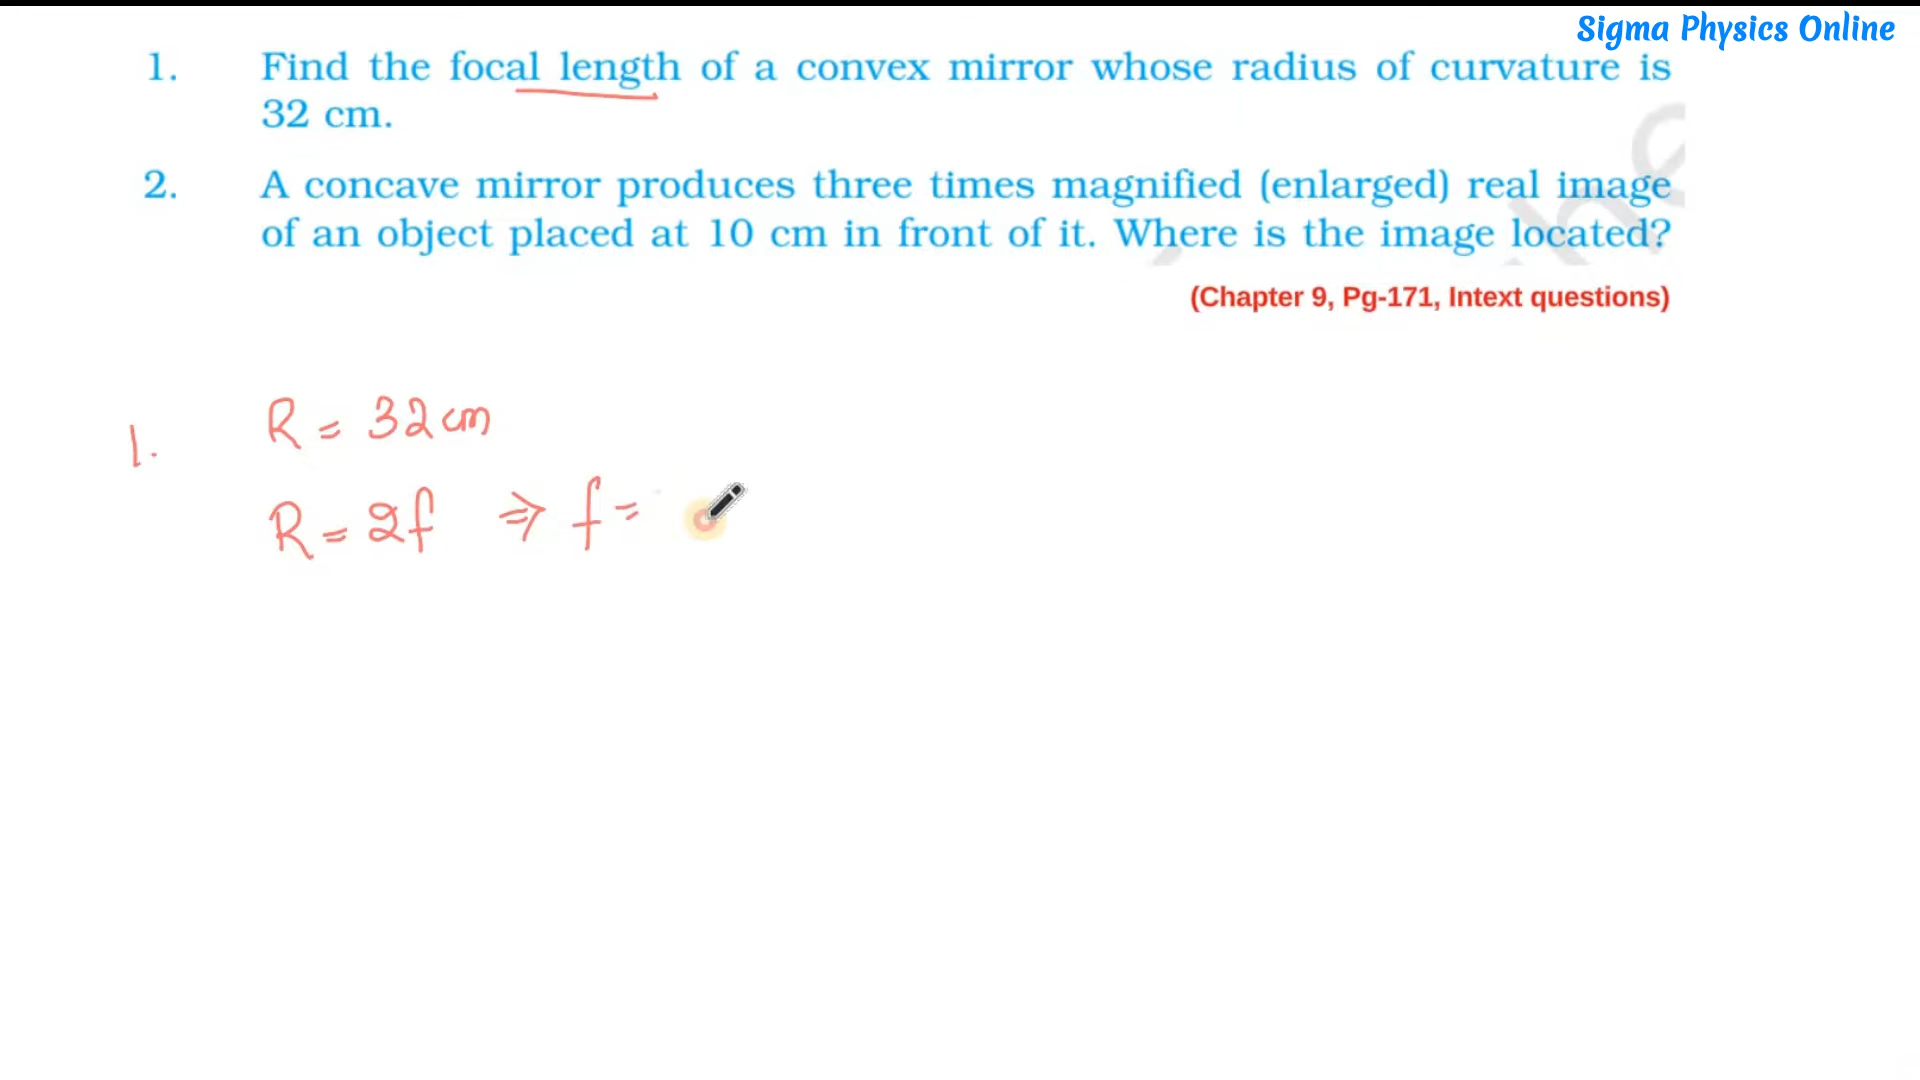 Sigma Physics Online
1. Find the focal length of a convex mirror whose radius of curvature is
32 cm.
2. A concave mirror produces three times magnified (enlarged) real image
of an object placed at 10 cm in front of it. Where is the image located?
(Chapter 9, Pg-171, Intext questions)
1. R = 32 cm
R = 2f ⇒ f =